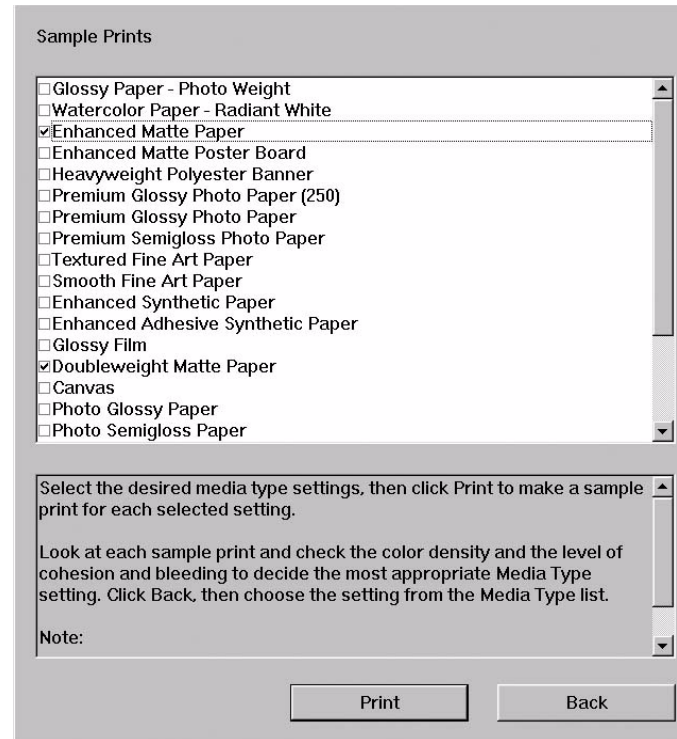 Sample Prints
Glossy Paper - Photo Weight
Watercolor Paper - Radiant White
Enhanced Matte Paper
Enhanced Matte Poster Board
Heavyweight Polyester Banner
Premium Glossy Photo Paper (250)
Premium Glossy Photo Paper
Premium Semigloss Photo Paper
Textured Fine Art Paper
Smooth Fine Art Paper
Enhanced Synthetic Paper
Enhanced Adhesive Synthetic Paper
Glossy Film
Doubleweight Matte Paper
Canvas
Photo Glossy Paper
Photo Semigloss Paper
Select the desired media type settings, then click Print to make a sample
print for each selected setting.
Look at each sample print and check the color density and the level of
cohesion and bleeding to decide the most appropriate Media Type
setting. Click Back, then choose the setting from the Media Type list.
Note:
Print
Back